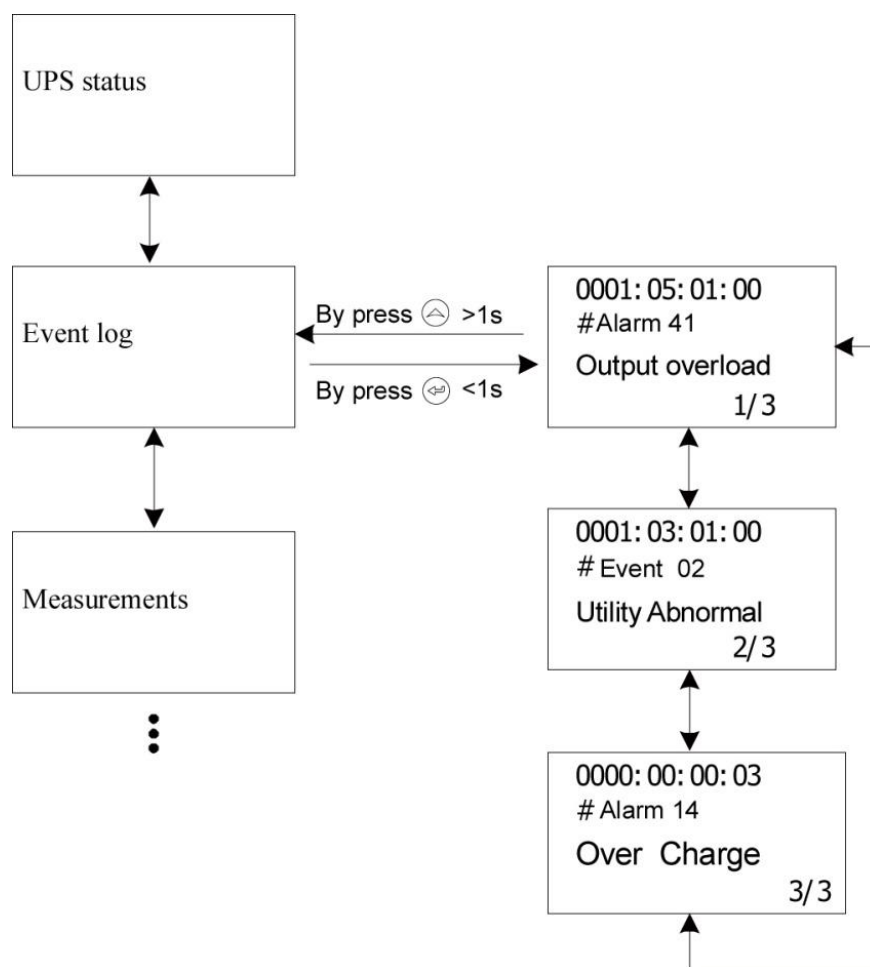 UPS status
Event log
Measurements
By press >1s
By press <1s
0001:05:01:00
#Alarm 41
Output overload
1/3
0001:03:01:00
# Event 02
Utility Abnormal
2/3
0000:00:00:03
# Alarm 14
Over Charge
3/3